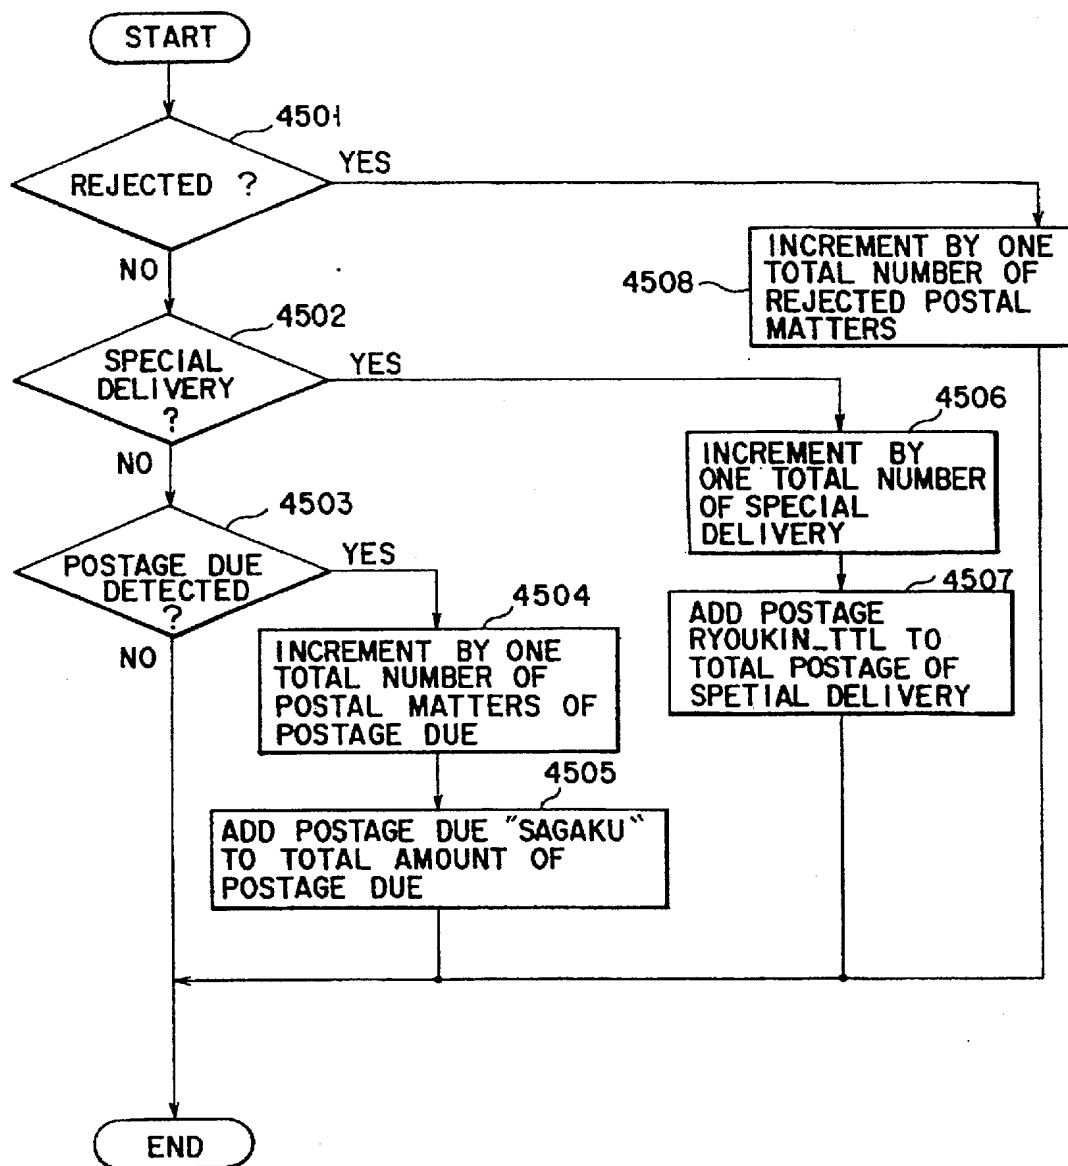 START
4501
REJECTED ?
YES
NO
INCREMENT BY ONE
TOTAL NUMBER OF
REJECTED POSTAL
MATTERS
4508
4502
SPECIAL
DELIVERY
?
YES
NO
4506
INCREMENT BY
ONE TOTAL NUMBER
OF SPECIAL
DELIVERY
4503
POSTAGE DUE
DETECTED
?
YES
NO
4507
ADD POSTAGE
RYOUKIN_TTL TO
TOTAL POSTAGE OF
SPETIAL DELIVERY
4504
INCREMENT BY ONE
TOTAL NUMBER OF
POSTAL MATTERS OF
POSTAGE DUE
4505
ADD POSTAGE DUE "SAGAKU"
TO TOTAL AMOUNT OF
POSTAGE DUE
END